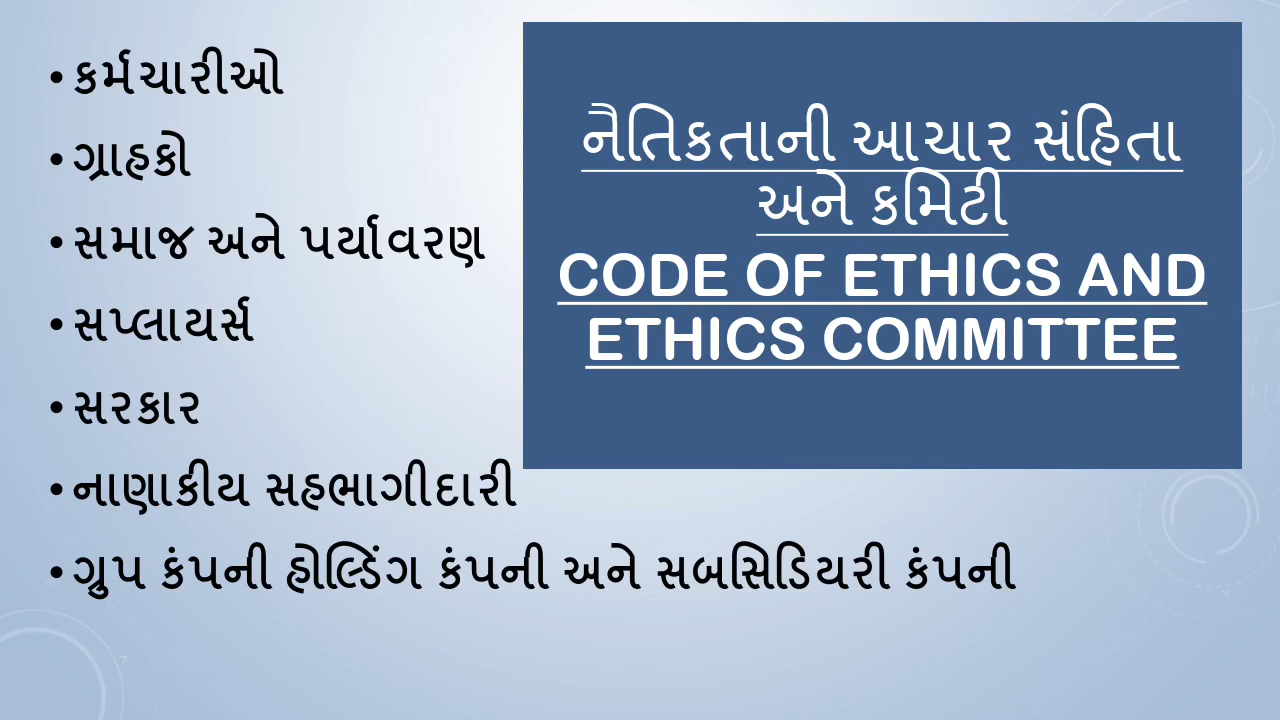 નૈતિકતાની આચાર સંહિતા
અને કમિટી
CODE OF ETHICS AND
ETHICS COMMITTEE
• કર્મચારીઓ
• ગ્રાહકો
• સમાજ અને પર્યાવરણ
• સપ્લાયર્સ
• સરકાર
• નાણાકીય સહભાગીદારી
• ગ્રુપ કંપની હોલ્ડિંગ કંપની અને સબસિડિયરી કંપની